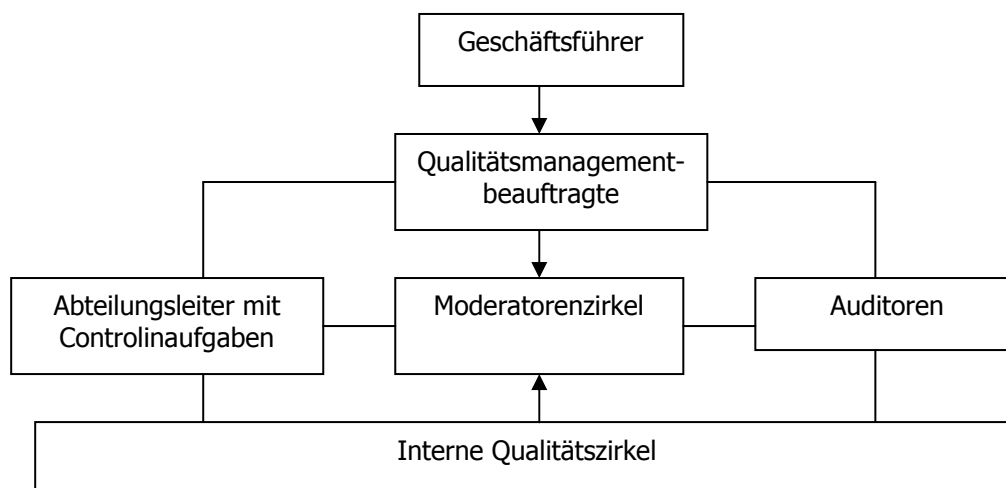 Geschäftsführer
Qualitätsmanagement-
beauftragte
Abteilungsleiter mit
Controlinaufgaben
Moderatorenzirkel
Auditoren
Interne Qualitätszirkel